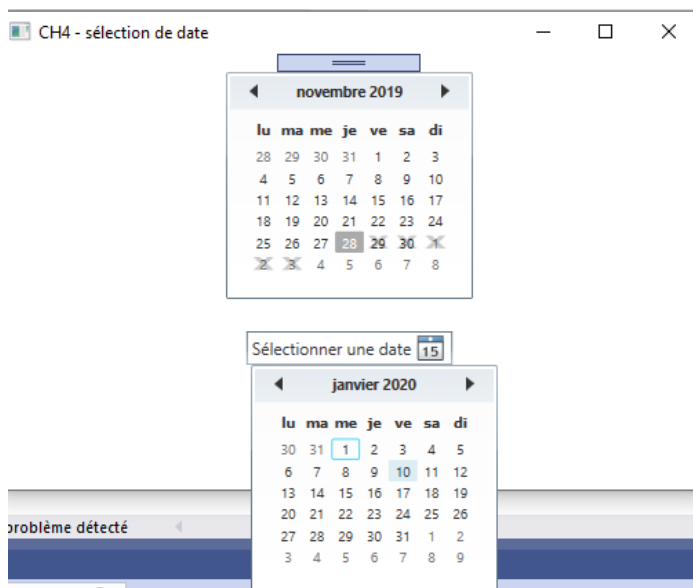 CH4 - sélection de date
novembre 2019
lu ma me je ve sa di
28 29 30 31 1 2 3
4 5 6 7 8 9 10
11 12 13 14 15 16 17
18 19 20 21 22 23 24
25 26 27 28 29 30 1
2 3 4 5 6 7 8
Sélectionner une date 15
janvier 2020
lu ma me je ve sa di
30 31 1 2 3 4 5
6 7 8 9 10 11 12
13 14 15 16 17 18 19
20 21 22 23 24 25 26
27 28 29 30 31 1 2
3 4 5 6 7 8 9
problème détecté